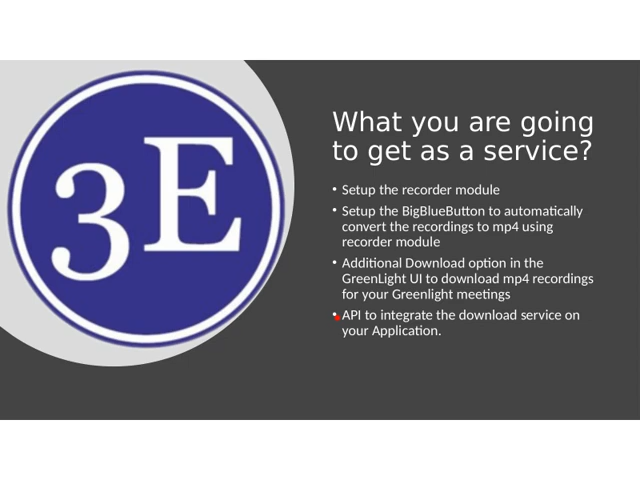 3E
What you are going
to get as a service?
• Setup the recorder module
• Setup the BigBlueButton to automatically
convert the recordings to mp4 using
recorder module
• Additional Download option in the
GreenLight UI to download mp4 recordings
for your Greenlight meetings
• API to integrate the download service on
your Application.